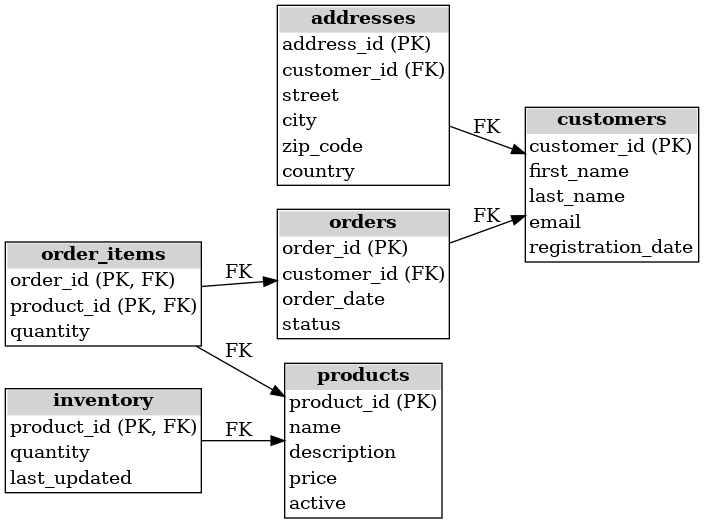 addresses
address_id (PK)
customer_id (FK)
street
city
zip_code
country
FK
customers
customer_id (PK)
first_name
last_name
email
registration_date
orders
order_id (PK)
customer_id (FK)
order_date
status
FK
order_items
order_id (PK, FK)
product_id (PK, FK)
quantity
FK
FK
products
product_id (PK)
name
description
price
active
inventory
product_id (PK, FK)
quantity
last_updated
FK